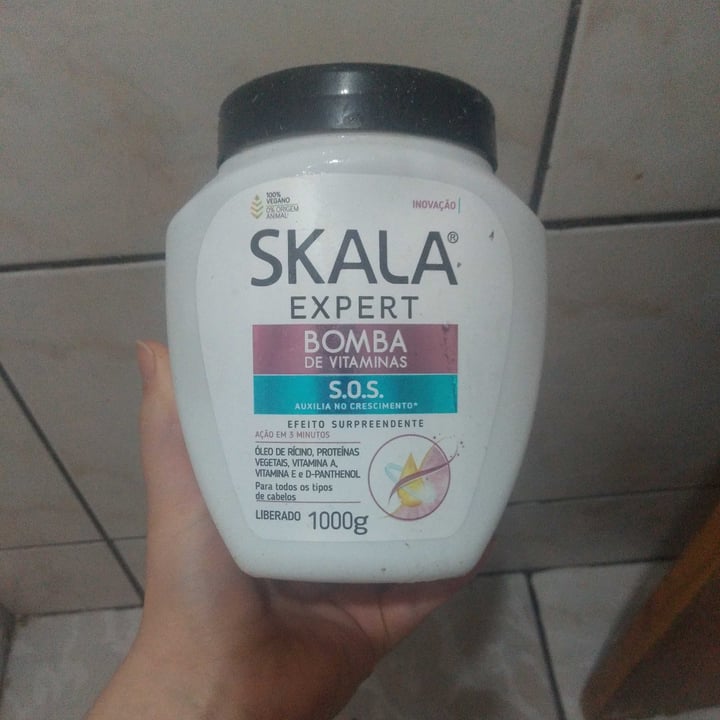 100%
VEGANO
0% ORIGEM
ANIMAL!
INOVAÇÃO
SKALA®
EXPERT
BOMBA
DE VITAMINAS
S.O.S.
AUXILIA NO CRESCIMENTO*
EFEITO SURPREENDENTE
AÇÃO EM 3 MINUTOS
ÓLEO DE RÍCINO, PROTEÍNAS
VEGETAIS, VITAMINA A,
VITAMINA E e D-PANTHENOL
Para todos os tipos
de cabelos
LIBERADO 1000g